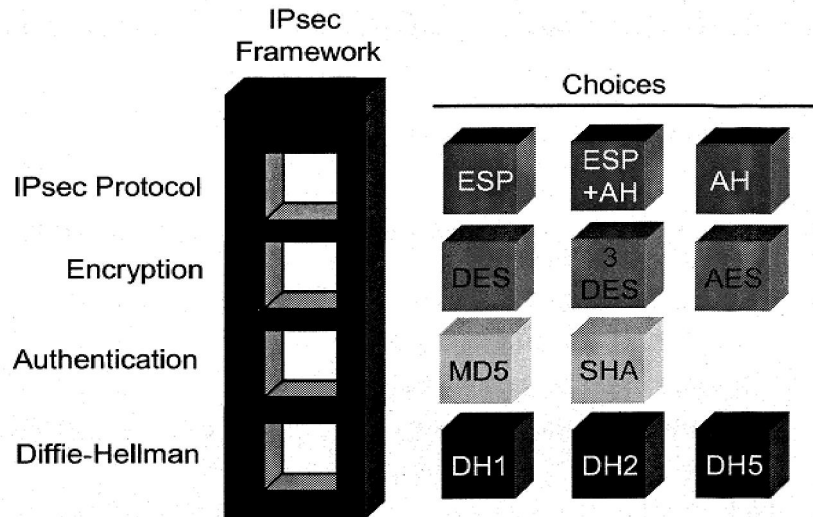 IPsec
Framework
Choices
IPsec Protocol
ESP
ESP
+AH
AH
Encryption
DES
3
DES
AES
Authentication
MD5
SHA
Diffie-Hellman
DH1
DH2
DH5